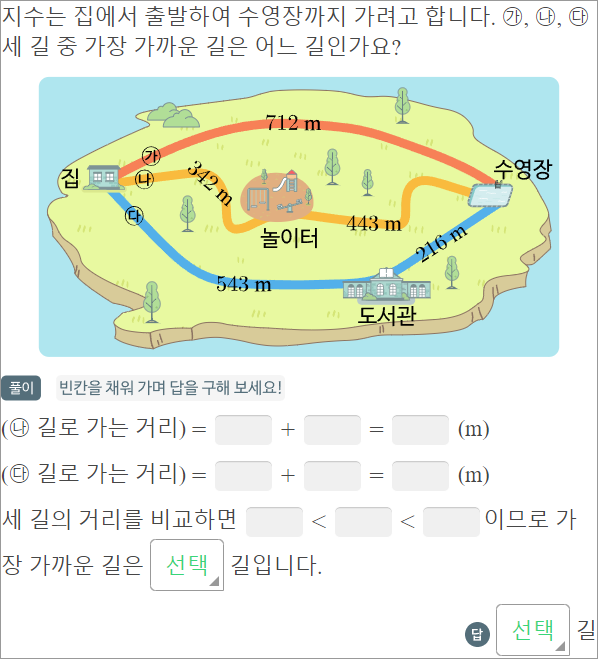 지수는 집에서 출발하여 수영장까지 가려고 합니다. ㉮, ㉯, ㉰
세 길 중 가장 가까운 길은 어느 길인가요?
712 m
㉮
수영장
집
㉯
342 m
㉰
443 m
놀이터
216 m
543 m
도서관
풀이 빈칸을 채워 가며 답을 구해 보세요!
(㉯ 길로 가는 거리) = + = (m)
(㉰ 길로 가는 거리) = + = (m)
세 길의 거리를 비교하면 < < 이므로 가
장 가까운 길은 선택 길입니다.
답 선택 길